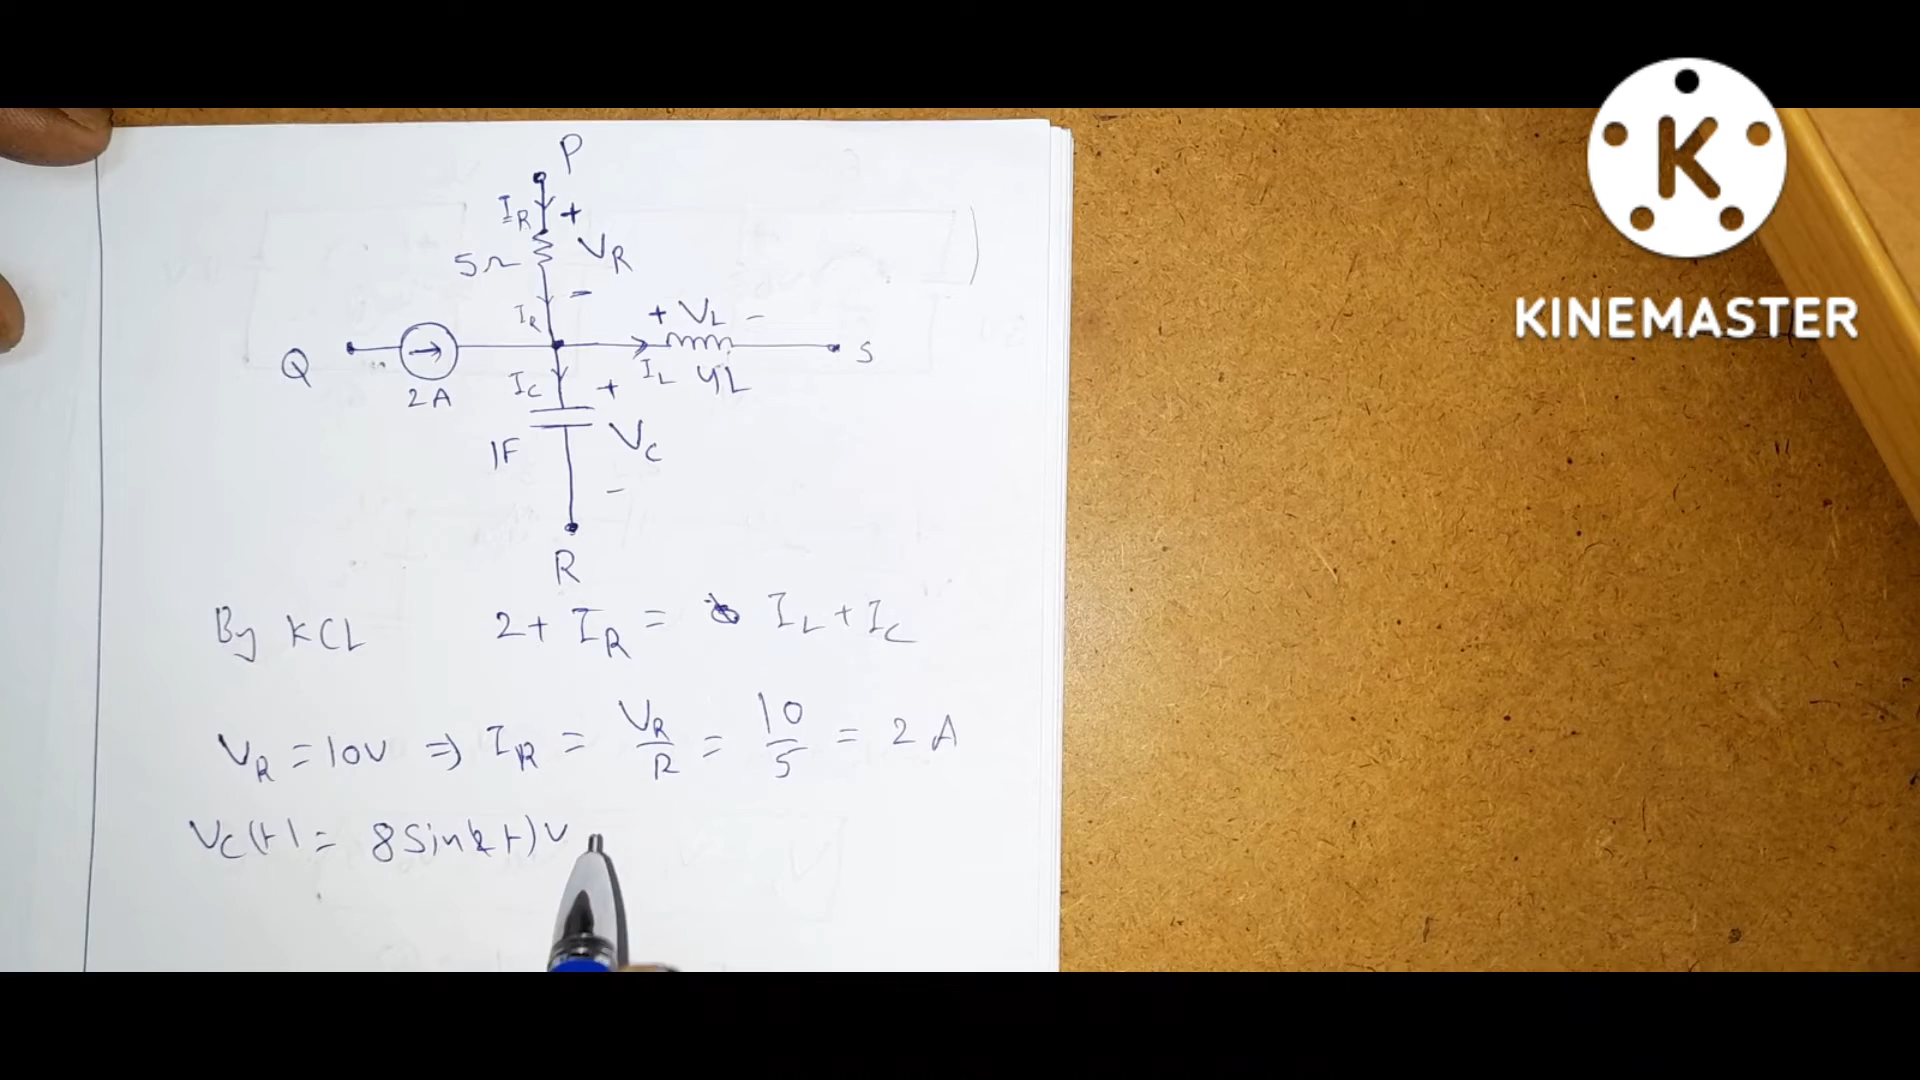 P
I_R +
5Ω V_R
I_R -
+ V_L -
Q S
2A I_C + I_L 4L
1F V_C
-
R
By KCL 2 + I_R = I_L + I_C
V_R = 10V ⇒ I_R = V_R/R = 10/5 = 2 A
V_C(t) = 8 Sin(2t) V
K
KINEMASTER